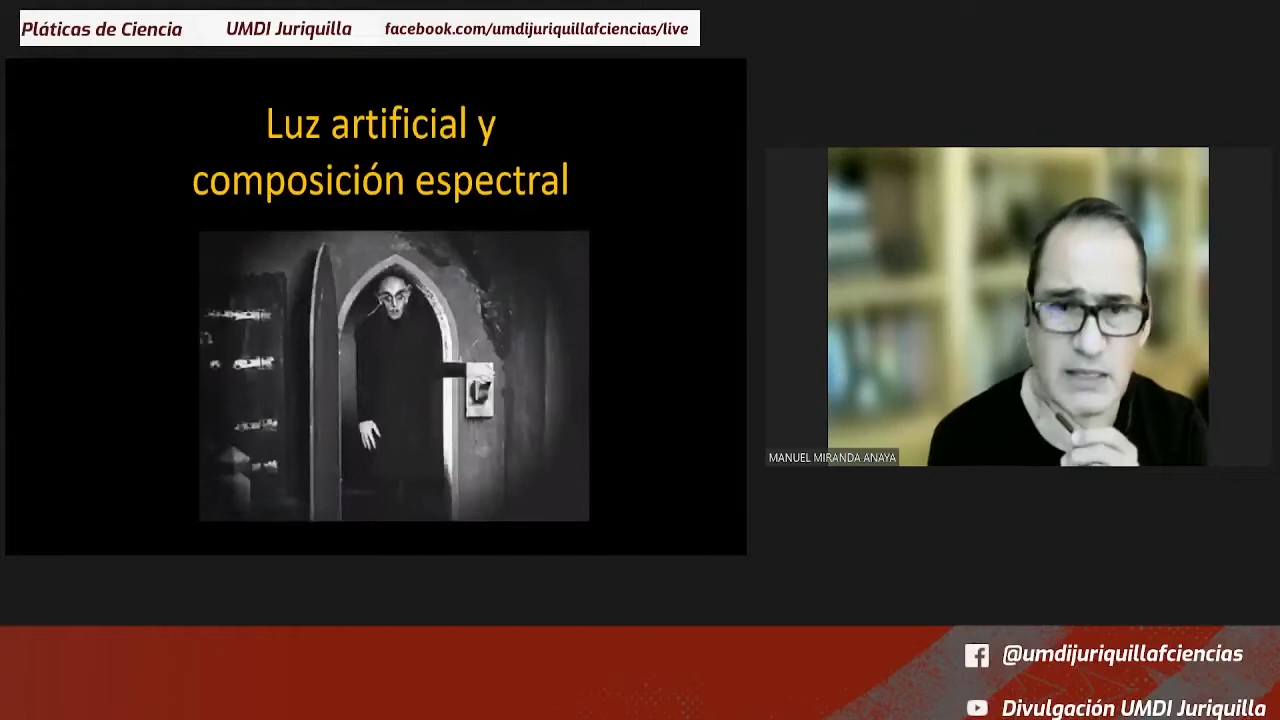 Pláticas de Ciencia UMDI Juriquilla facebook.com/umdijuriquillafciencias/live
Luz artificial y
composición espectral
MANUEL MIRANDA ANAYA
@umdijuriquillafciencias
Divulgación UMDI Juriquilla